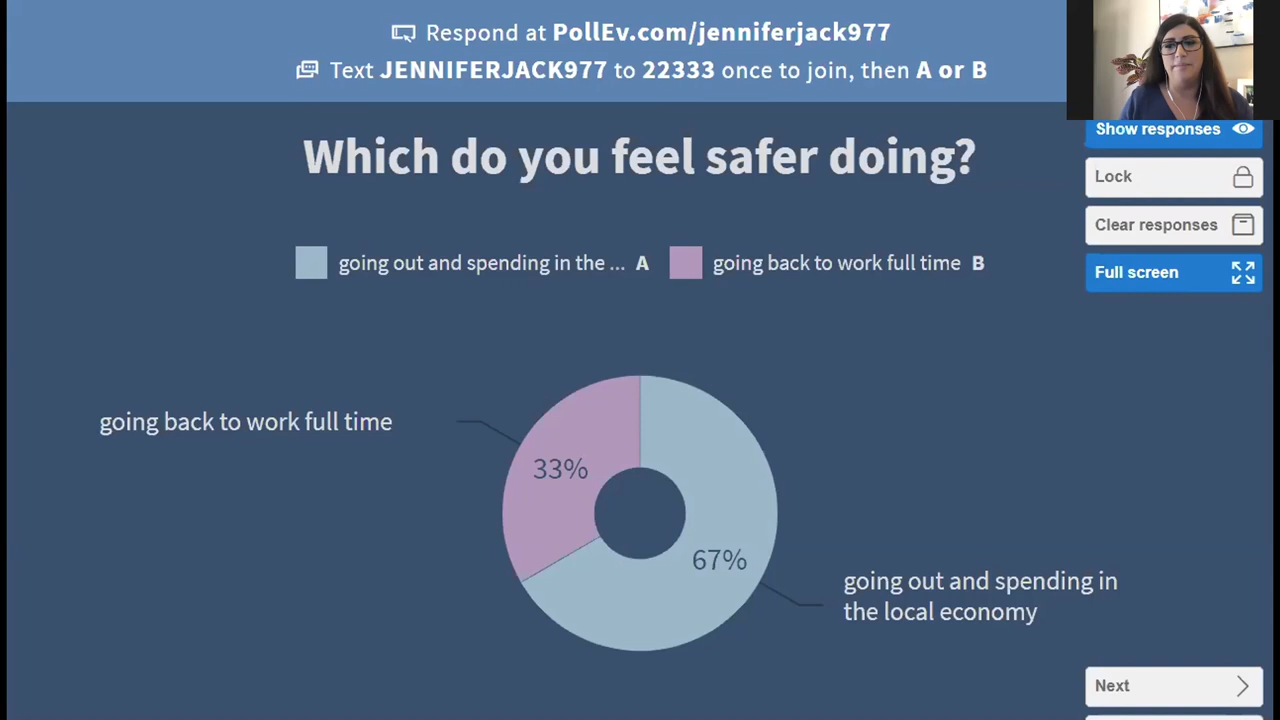 Respond at PollEv.com/jenniferjack977
Text JENNIFERJACK977 to 22333 once to join, then A or B
Show responses
Lock
Clear responses
Full screen
Which do you feel safer doing?
going out and spending in the ... A
going back to work full time B
going back to work full time
33%
67%
going out and spending in
the local economy
Next